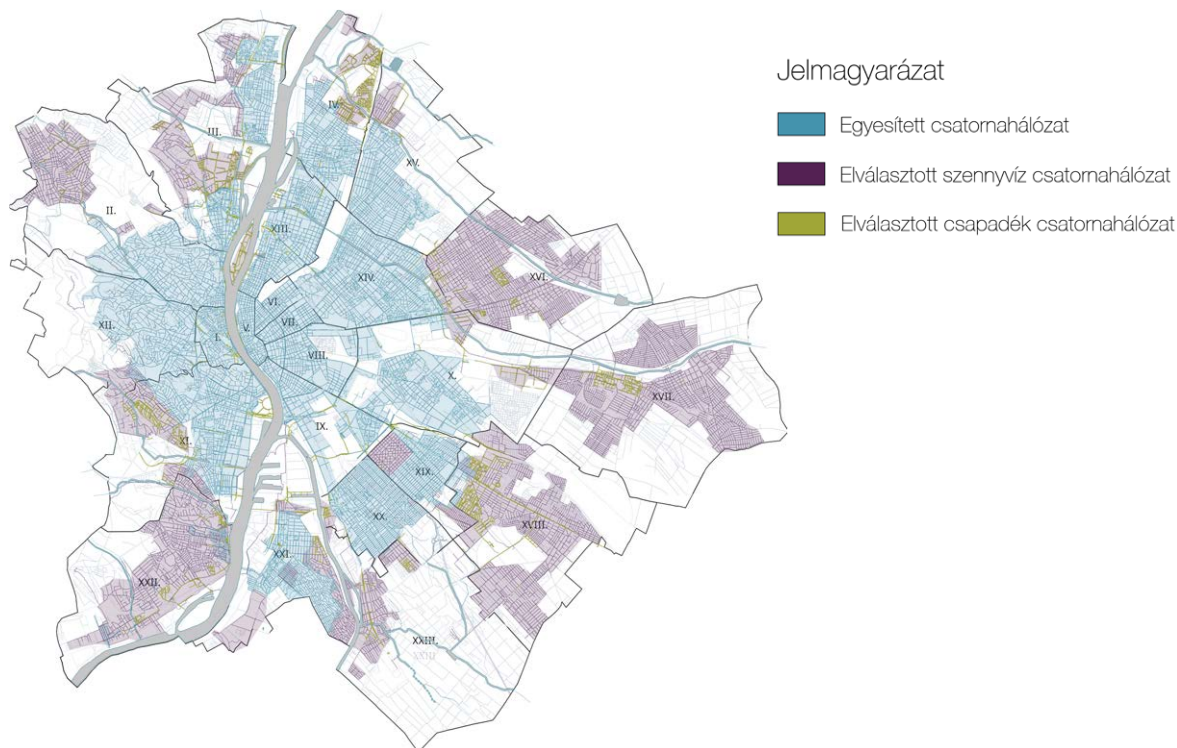 Jelmagyarázat
Egyesített csatornahálózat
Elválasztott szennyvíz csatornahálózat
Elválasztott csapadék csatornahálózat
IV.
III.
XV.
II.
XIII.
XIV.
XVI.
VI.
XII.
I.
V.
VII.
VIII.
X.
XVII.
IX.
XI.
XIX.
XX.
XVIII.
XXI.
XXII.
XXIII.
XXIII